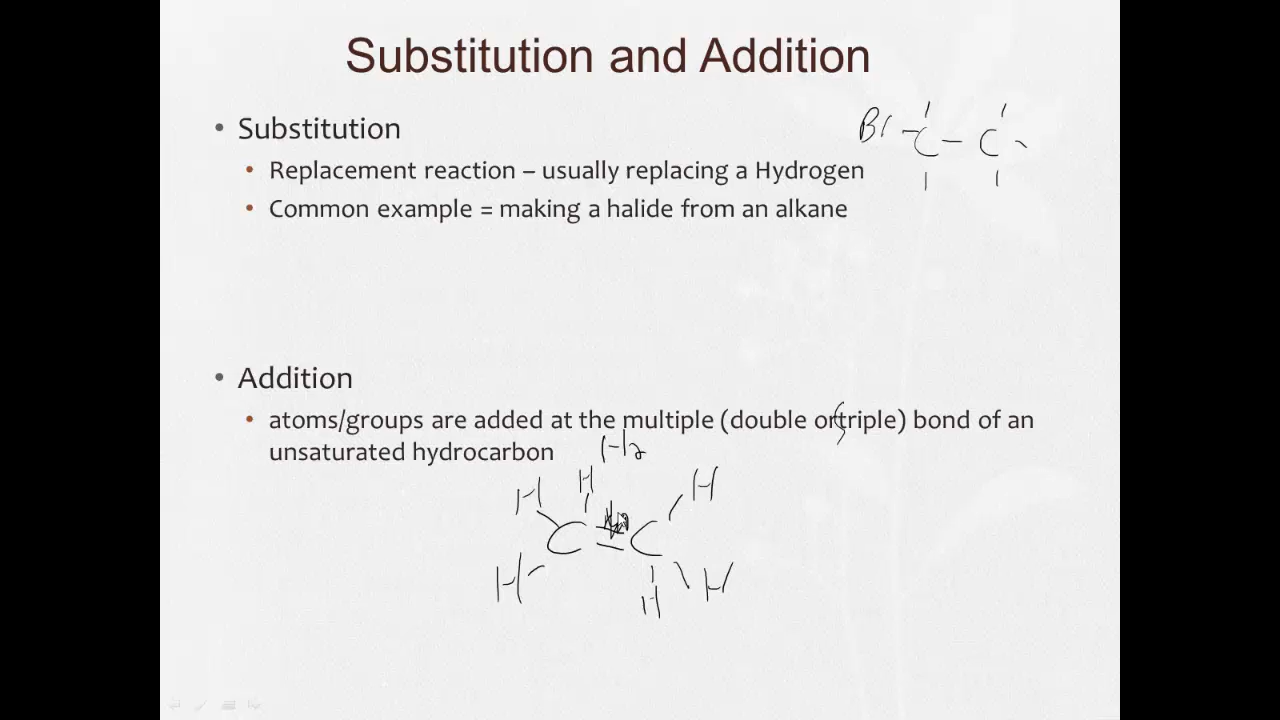 Substitution and Addition
• Substitution
Br - C - C
• Replacement reaction – usually replacing a Hydrogen
• Common example = making a halide from an alkane
• Addition
• atoms/groups are added at the multiple (double or triple) bond of an
unsaturated hydrocarbon
H2
H H H
C = C
H H H